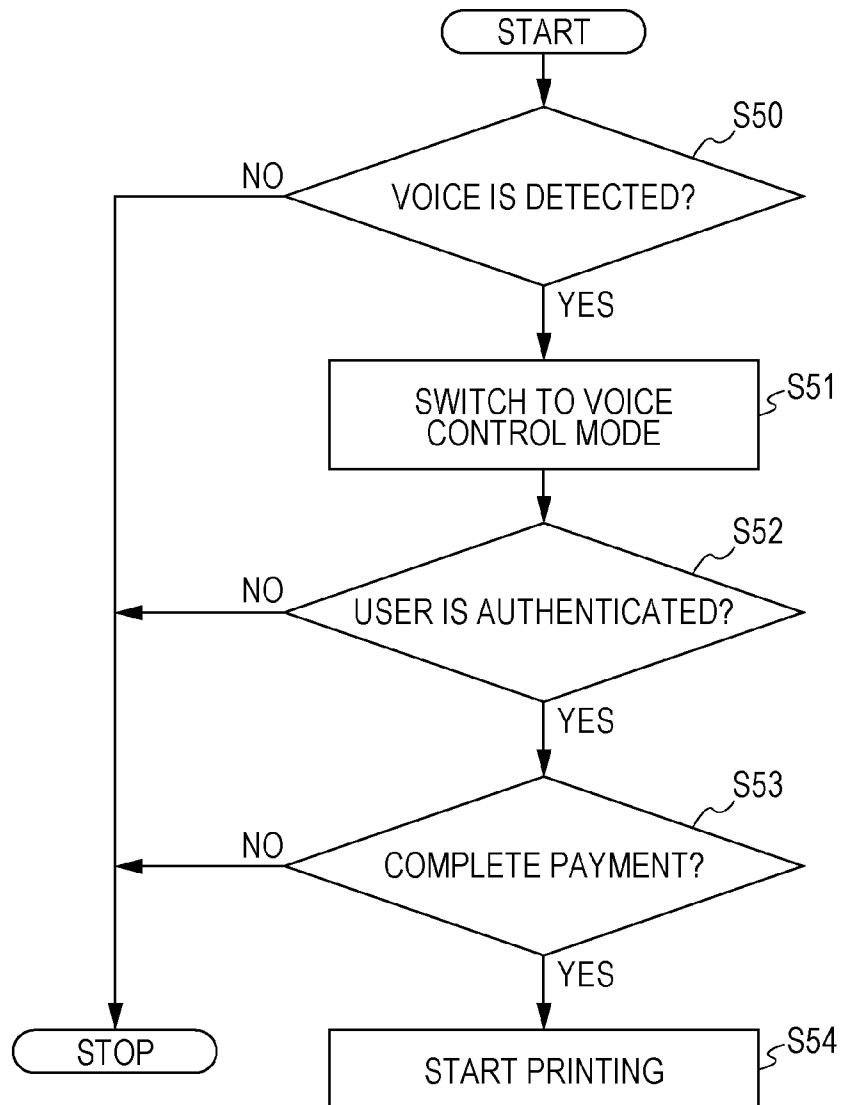 START
S50
NO
VOICE IS DETECTED?
YES
S51
SWITCH TO VOICE
CONTROL MODE
S52
NO
USER IS AUTHENTICATED?
YES
S53
NO
COMPLETE PAYMENT?
YES
STOP
S54
START PRINTING